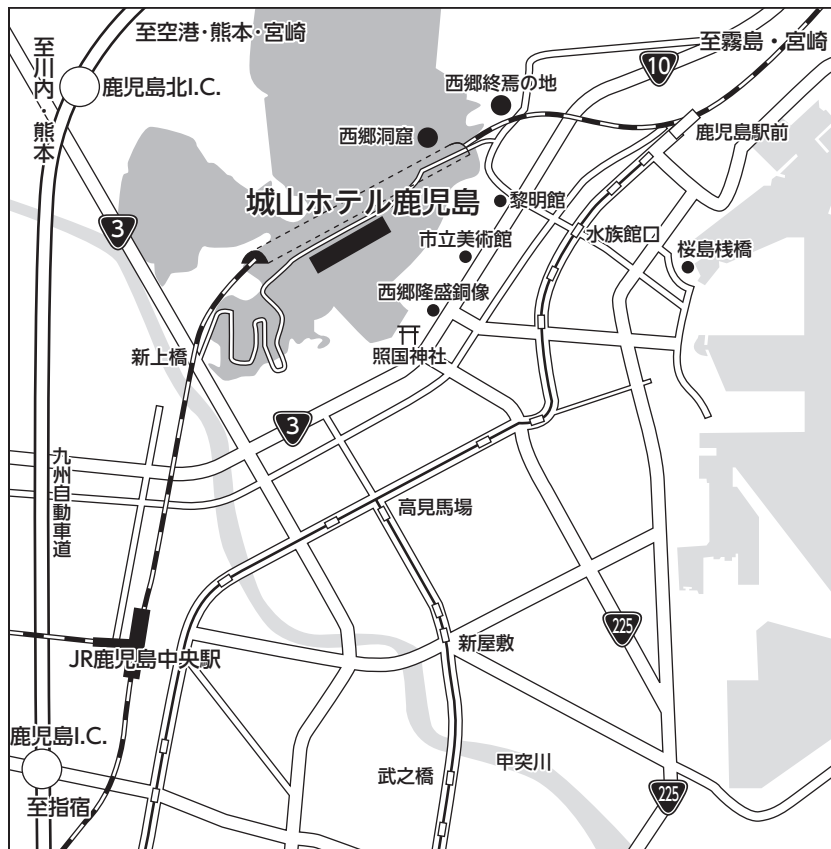 至空港・熊本・宮崎
至川内・熊本
鹿児島北I.C.
10
至霧島・宮崎
西郷終焉の地
西郷洞窟
鹿児島駅前
城山ホテル鹿児島
黎明館
3
市立美術館
水族館口
桜島桟橋
西郷隆盛銅像
照国神社
新上橋
3
九州自動車道
高見馬場
225
新屋敷
JR鹿児島中央駅
鹿児島I.C.
武之橋
甲突川
225
至指宿